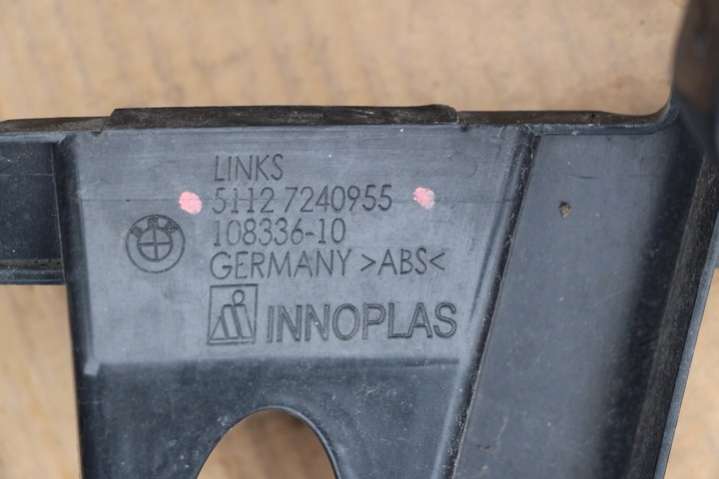 LINKS
5112 7240955
108336-10
GERMANY >ABS<
INNOPLAS